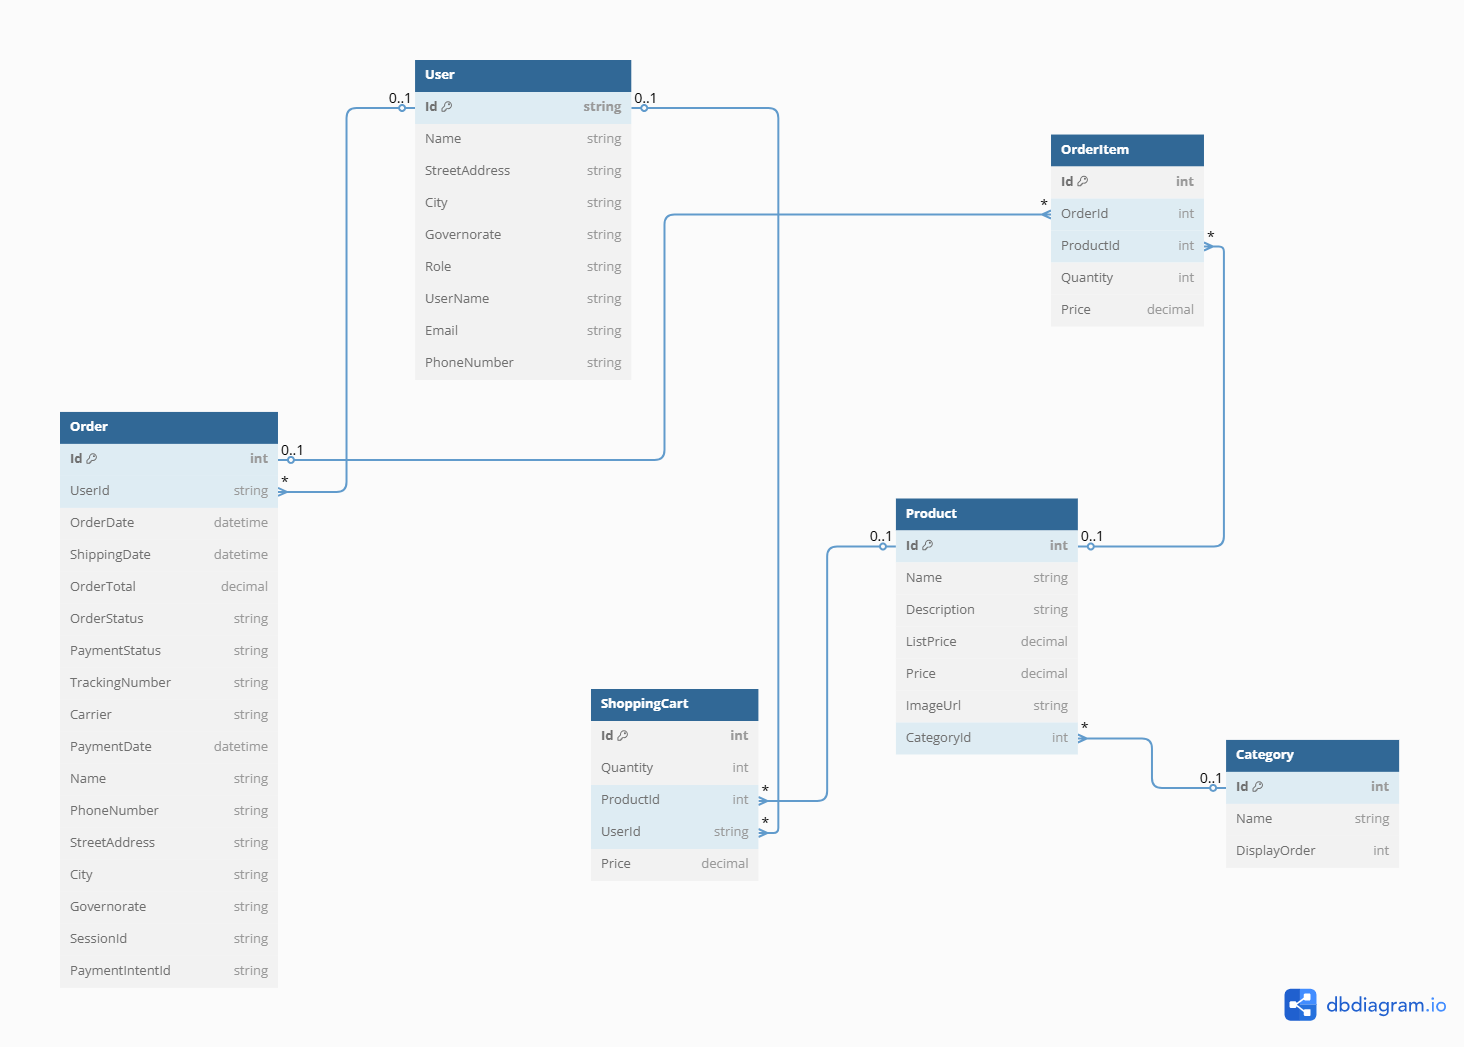 User
Id string
Name string
StreetAddress string
City string
Governorate string
Role string
UserName string
Email string
PhoneNumber string
0..1
0..1
OrderItem
Id int
OrderId int
ProductId int
Quantity int
Price decimal
*
*
Order
Id int
UserId string
OrderDate datetime
ShippingDate datetime
OrderTotal decimal
OrderStatus string
PaymentStatus string
TrackingNumber string
Carrier string
PaymentDate datetime
Name string
PhoneNumber string
StreetAddress string
City string
Governorate string
SessionId string
PaymentIntentId string
0..1
*
Product
Id int
Name string
Description string
ListPrice decimal
Price decimal
ImageUrl string
CategoryId int
0..1
0..1
*
ShoppingCart
Id int
Quantity int
ProductId int
UserId string
Price decimal
*
*
Category
Id int
Name string
DisplayOrder int
0..1
dbdiagram.io